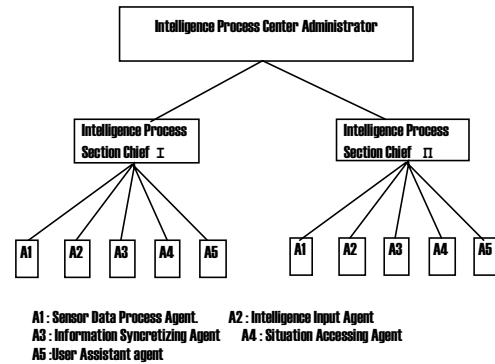 Intelligence Process Center Administrator
Intelligence Process
Section Chief I
Intelligence Process
Section Chief II
A1 A2 A3 A4 A5
A1 A2 A3 A4 A5
A1 : Sensor Data Process Agent. A2 : Intelligence Input Agent
A3 : Information Syncretizing Agent A4 : Situation Accessing Agent
A5 :User Assistant agent